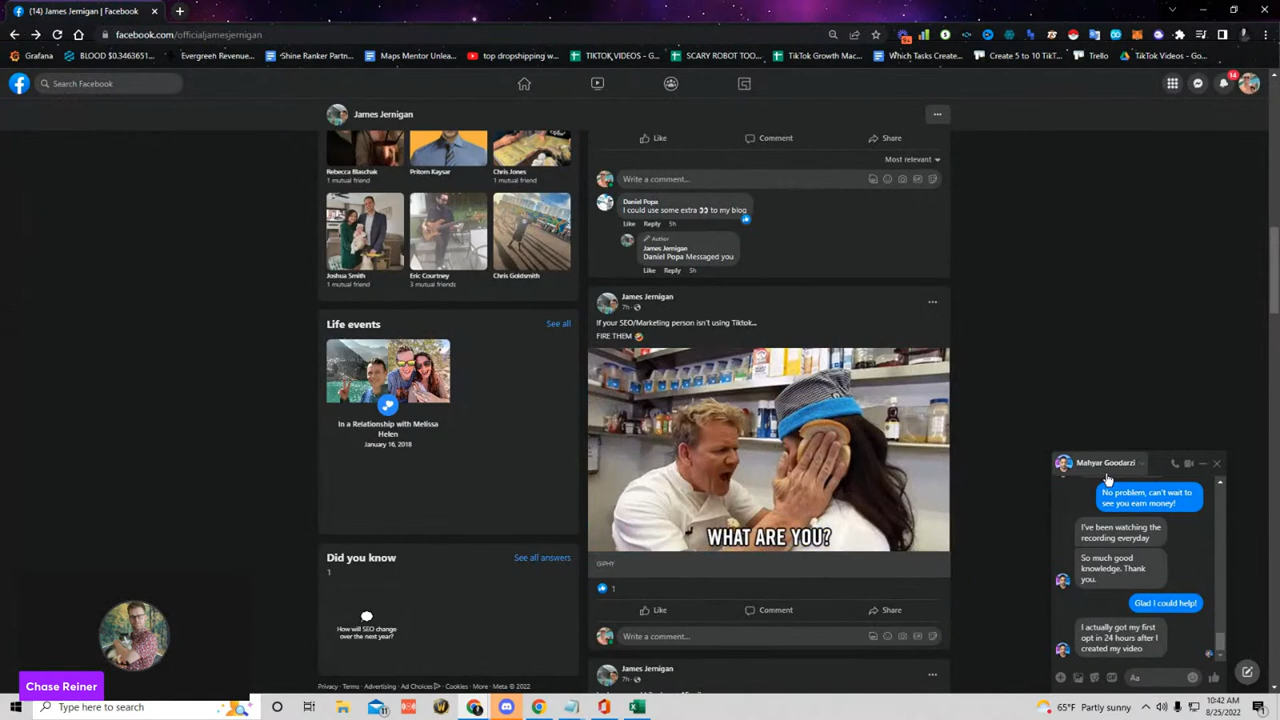 (14) James Jernigan | Facebook
facebook.com/officialjamesjernigan
Grafana
BLOOD $0.3463651...
Evergreen Revenue...
Shine Ranker Partn...
Maps Mentor Unlea...
top dropshipping w...
TIKTOK VIDEOS - G...
SCARY ROBOT TOO...
TikTok Growth Mac...
Which Tasks Create...
Create 5 to 10 TikT...
Trello
TikTok Videos - Go...
Search Facebook
14
James Jernigan
Rebecca Blaschak
1 mutual friend
Pritom Kaysar
Chris Jones
1 mutual friend
Joshua Smith
1 mutual friend
Eric Courtney
3 mutual friends
Chris Goldsmith
Life events
See all
In a Relationship with Melissa
Helen
January 16, 2018
Did you know
See all answers
1
How will SEO change
over the next year?
Privacy · Terms · Advertising · Ad Choices · Cookies · More · Meta © 2022
Like
Comment
Share
Most relevant
Write a comment...
Daniel Popa
I could use some extra 👀 to my blog
Like Reply 5h
Author
James Jernigan
Daniel Popa Messaged you
Like Reply 5h
James Jernigan
7h
If your SEO/Marketing person isn't using Tiktok...
FIRE THEM 🤣
WHAT ARE YOU?
GIPHY
1
Like
Comment
Share
Write a comment...
James Jernigan
7h
Mahyar Goodarzi
No problem, can't wait to
see you earn money!
I've been watching the
recording everyday
So much good
knowledge. Thank
you.
Glad I could help!
I actually got my first
opt in 24 hours after I
created my video
Aa
Chase Reiner
Type here to search
65°F Partly sunny
10:42 AM
8/25/2022